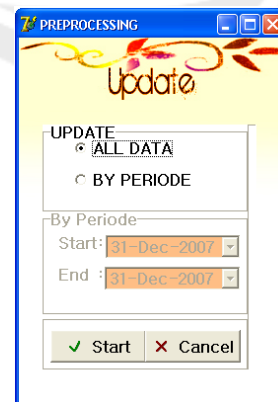 PREPROCESSING
Update
UPDATE
ALL DATA
BY PERIODE
By Periode
Start: 31-Dec-2007
End : 31-Dec-2007
Start
Cancel